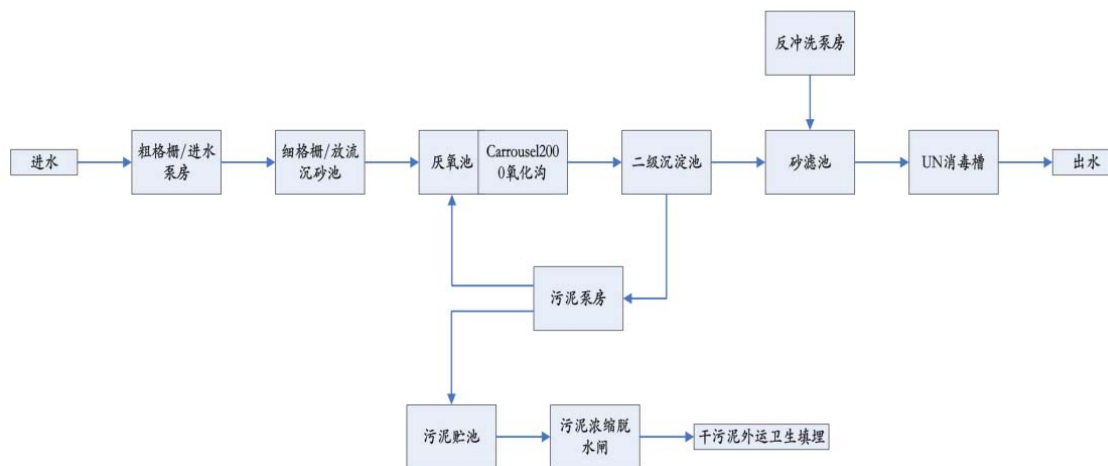 反冲洗泵房
进水
粗格栅/进水
泵房
细格栅/放流
沉砂池
厌氧池
Carrousel200
0氧化沟
二级沉淀池
砂滤池
UN消毒槽
出水
污泥泵房
污泥贮池
污泥浓缩脱
水闸
干污泥外运卫生填埋